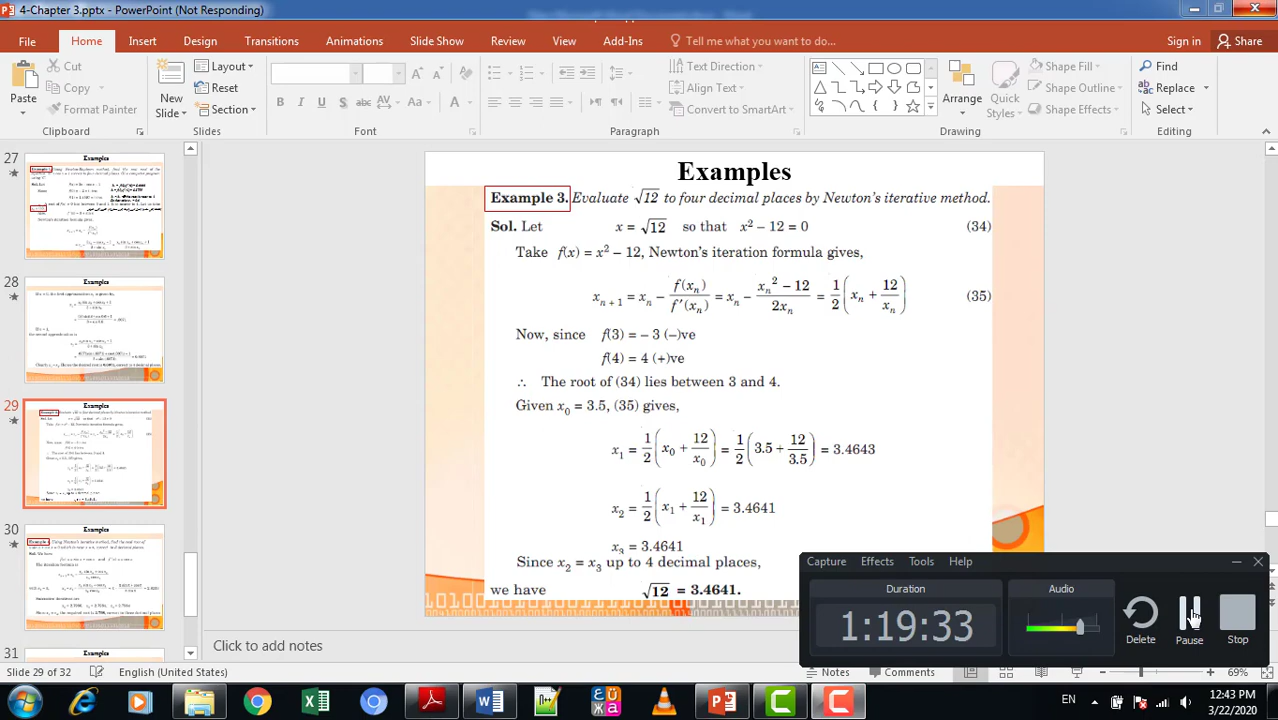 4-Chapter 3.pptx - PowerPoint (Not Responding)
File Home Insert Design Transitions Animations Slide Show Review View Add-Ins Tell me what you want to do... Sign in Share
Paste
Cut
Copy
Format Painter
Clipboard
New Slide
Layout
Reset
Section
Slides
Font
Text Direction
Align Text
Convert to SmartArt
Paragraph
Arrange
Quick Styles
Shape Fill
Shape Outline
Shape Effects
Drawing
Find
Replace
Select
Editing
27
Examples
28
Examples
29
Examples
30
Examples
31
Examples
Examples
Example 3. Evaluate √12 to four decimal places by Newton's iterative method.
Sol. Let x = √12 so that x² – 12 = 0 (34)
Take f(x) = x² – 12, Newton's iteration formula gives,
xₙ₊₁ = xₙ – f(xₙ)/f′(xₙ) = xₙ – (xₙ² – 12)/2xₙ = 1/2 (xₙ + 12/xₙ) (35)
Now, since f(3) = – 3 (–)ve
f(4) = 4 (+)ve
∴ The root of (34) lies between 3 and 4.
Given x₀ = 3.5, (35) gives,
x₁ = 1/2 (x₀ + 12/x₀) = 1/2 (3.5 + 12/3.5) = 3.4643
x₂ = 1/2 (x₁ + 12/x₁) = 3.4641
x₃ = 3.4641
Since x₂ = x₃ up to 4 decimal places,
we have √12 = 3.4641.
Click to add notes
Capture Effects Tools Help
Duration
1:19:33
Audio
Delete
Pause
Stop
Slide 29 of 32 English (United States) Notes Comments 69%
EN
12:43 PM
3/22/2020